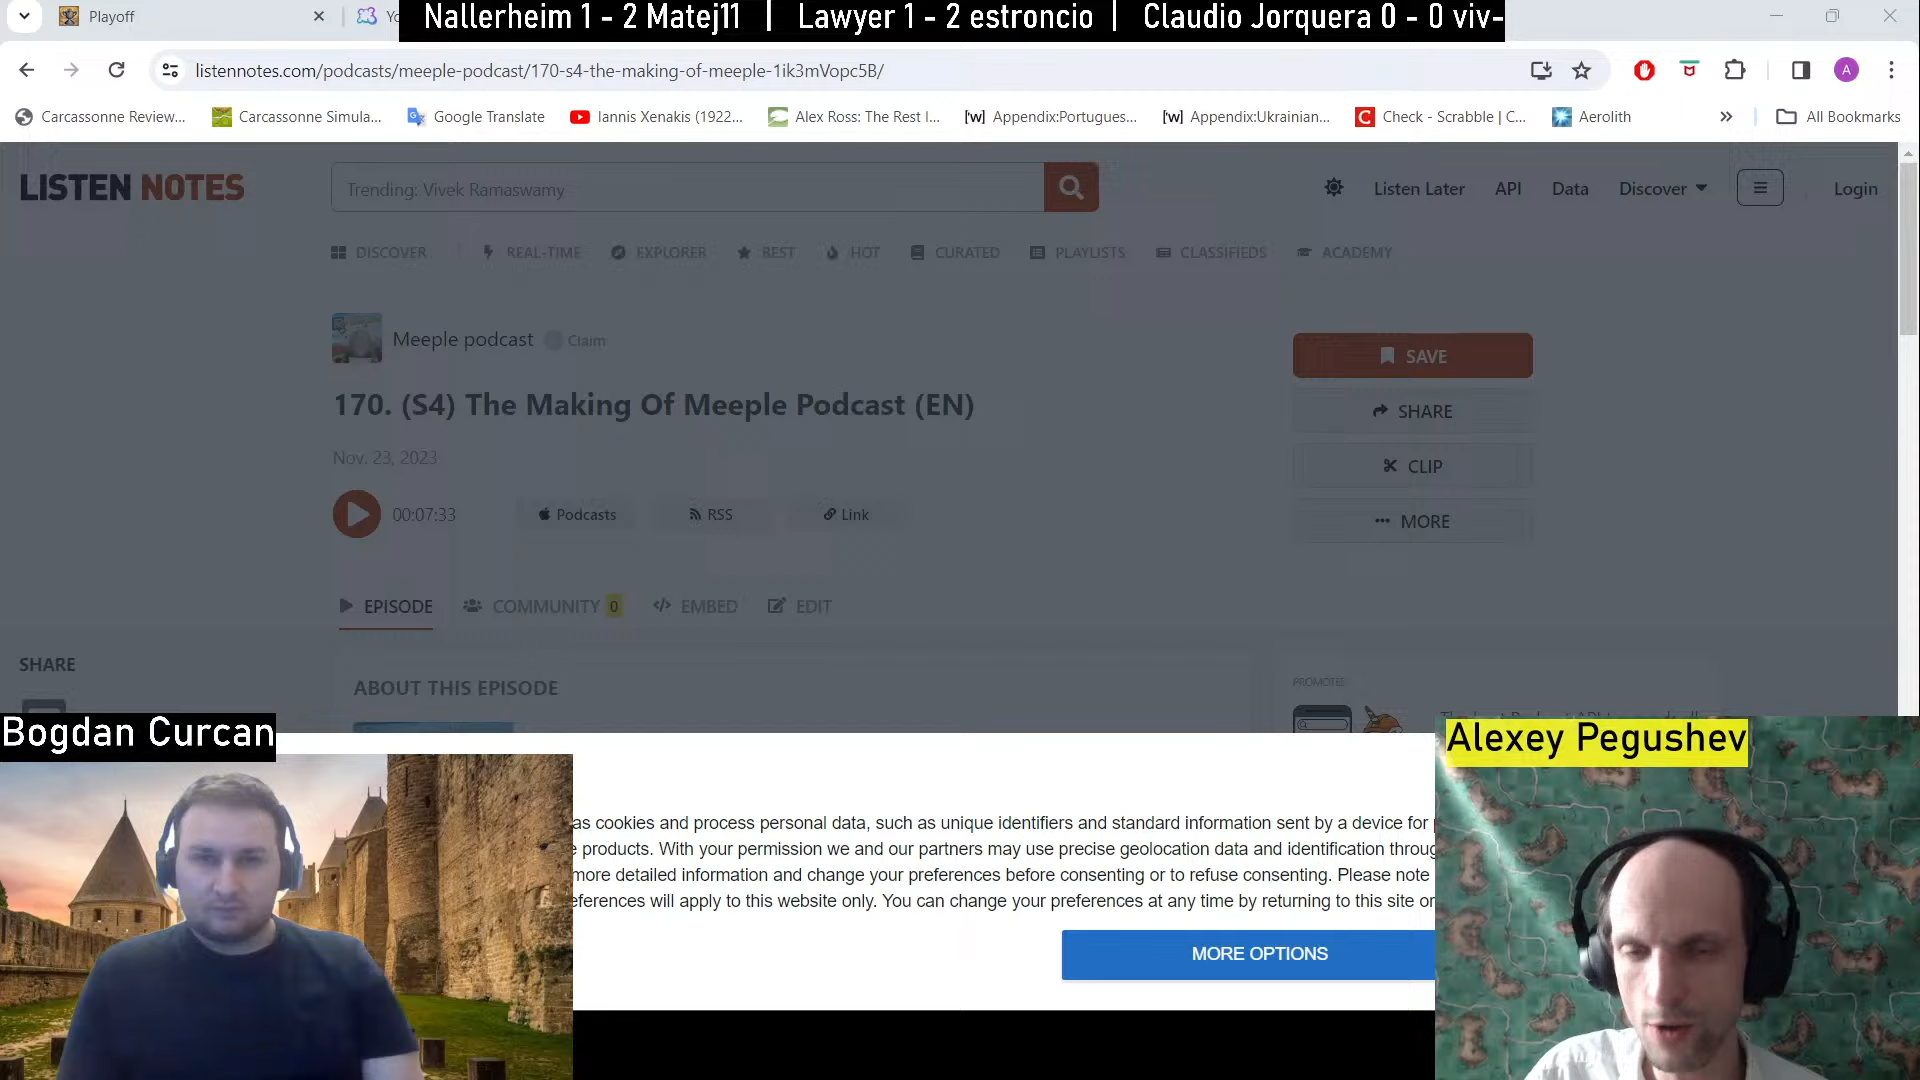 Nallerheim 1 - 2 Matej11 | Lawyer 1 - 2 estroncio | Claudio Jorquera 0 - 0 viv-
Playoff
Yo
listennotes.com/podcasts/meeple-podcast/170-s4-the-making-of-meeple-1ik3mVopc5B/
A
Carcassonne Review... Carcassonne Simula... Google Translate Iannis Xenakis (1922... Alex Ross: The Rest I... [w] Appendix:Portugues... [w] Appendix:Ukrainian... C Check - Scrabble | C... Aerolith » All Bookmarks
LISTEN NOTES
Trending: Vivek Ramaswamy
Listen Later API Data Discover Login
DISCOVER REAL-TIME EXPLORER BEST HOT CURATED PLAYLISTS CLASSIFIEDS ACADEMY
Meeple podcast Claim
170. (S4) The Making Of Meeple Podcast (EN)
Nov. 23, 2023
00:07:33 Podcasts RSS Link
SAVE
SHARE
CLIP
MORE
EPISODE COMMUNITY 0 EMBED EDIT
SHARE
ABOUT THIS EPISODE
PROMOTED
Bogdan Curcan
Alexey Pegushev
as cookies and process personal data, such as unique identifiers and standard information sent by a device for
products. With your permission we and our partners may use precise geolocation data and identification throug
more detailed information and change your preferences before consenting or to refuse consenting. Please note
eferences will apply to this website only. You can change your preferences at any time by returning to this site or
MORE OPTIONS